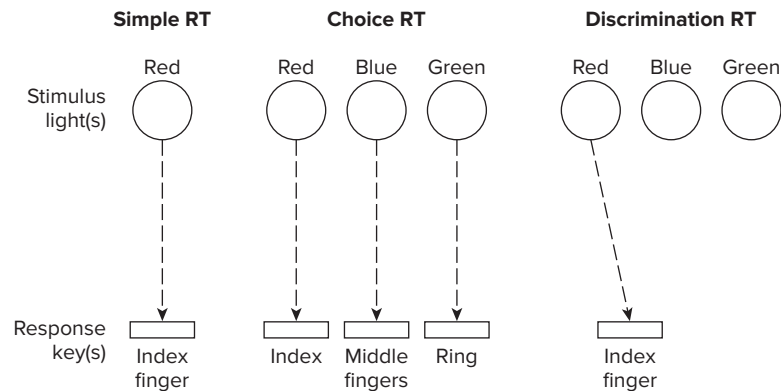 Simple RT Choice RT Discrimination RT
Red Red Blue Green Red Blue Green
Stimulus
light(s)
Response
key(s)
Index
finger
Index Middle
fingers
Ring
Index
finger